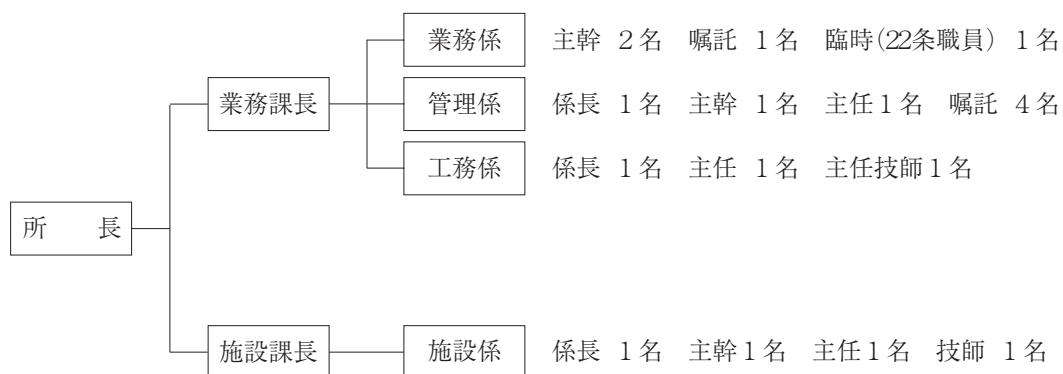 業務係 主幹 2名 嘱託 1名 臨時(22条職員) 1名
業務課長 管理係 係長 1名 主幹 1名 主任1名 嘱託 4名
工務係 係長 1名 主任 1名 主任技師1名
所 長
施設課長 施設係 係長 1名 主幹1名 主任1名 技師 1名